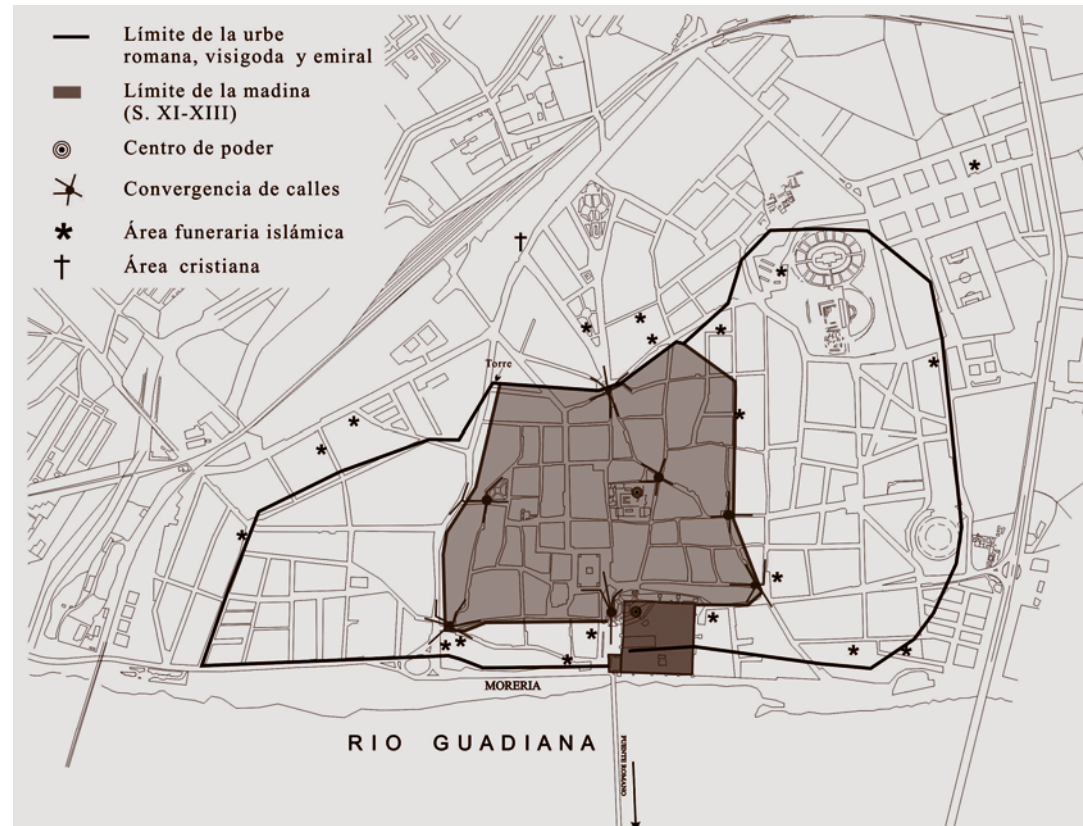 Límite de la urbe
romana, visigoda y emiral
Límite de la madina
(S. XI-XIII)
Centro de poder
Convergencia de calles
Área funeraria islámica
Área cristiana
Torre
MORERIA
RIO GUADIANA
PUENTE ROMANO